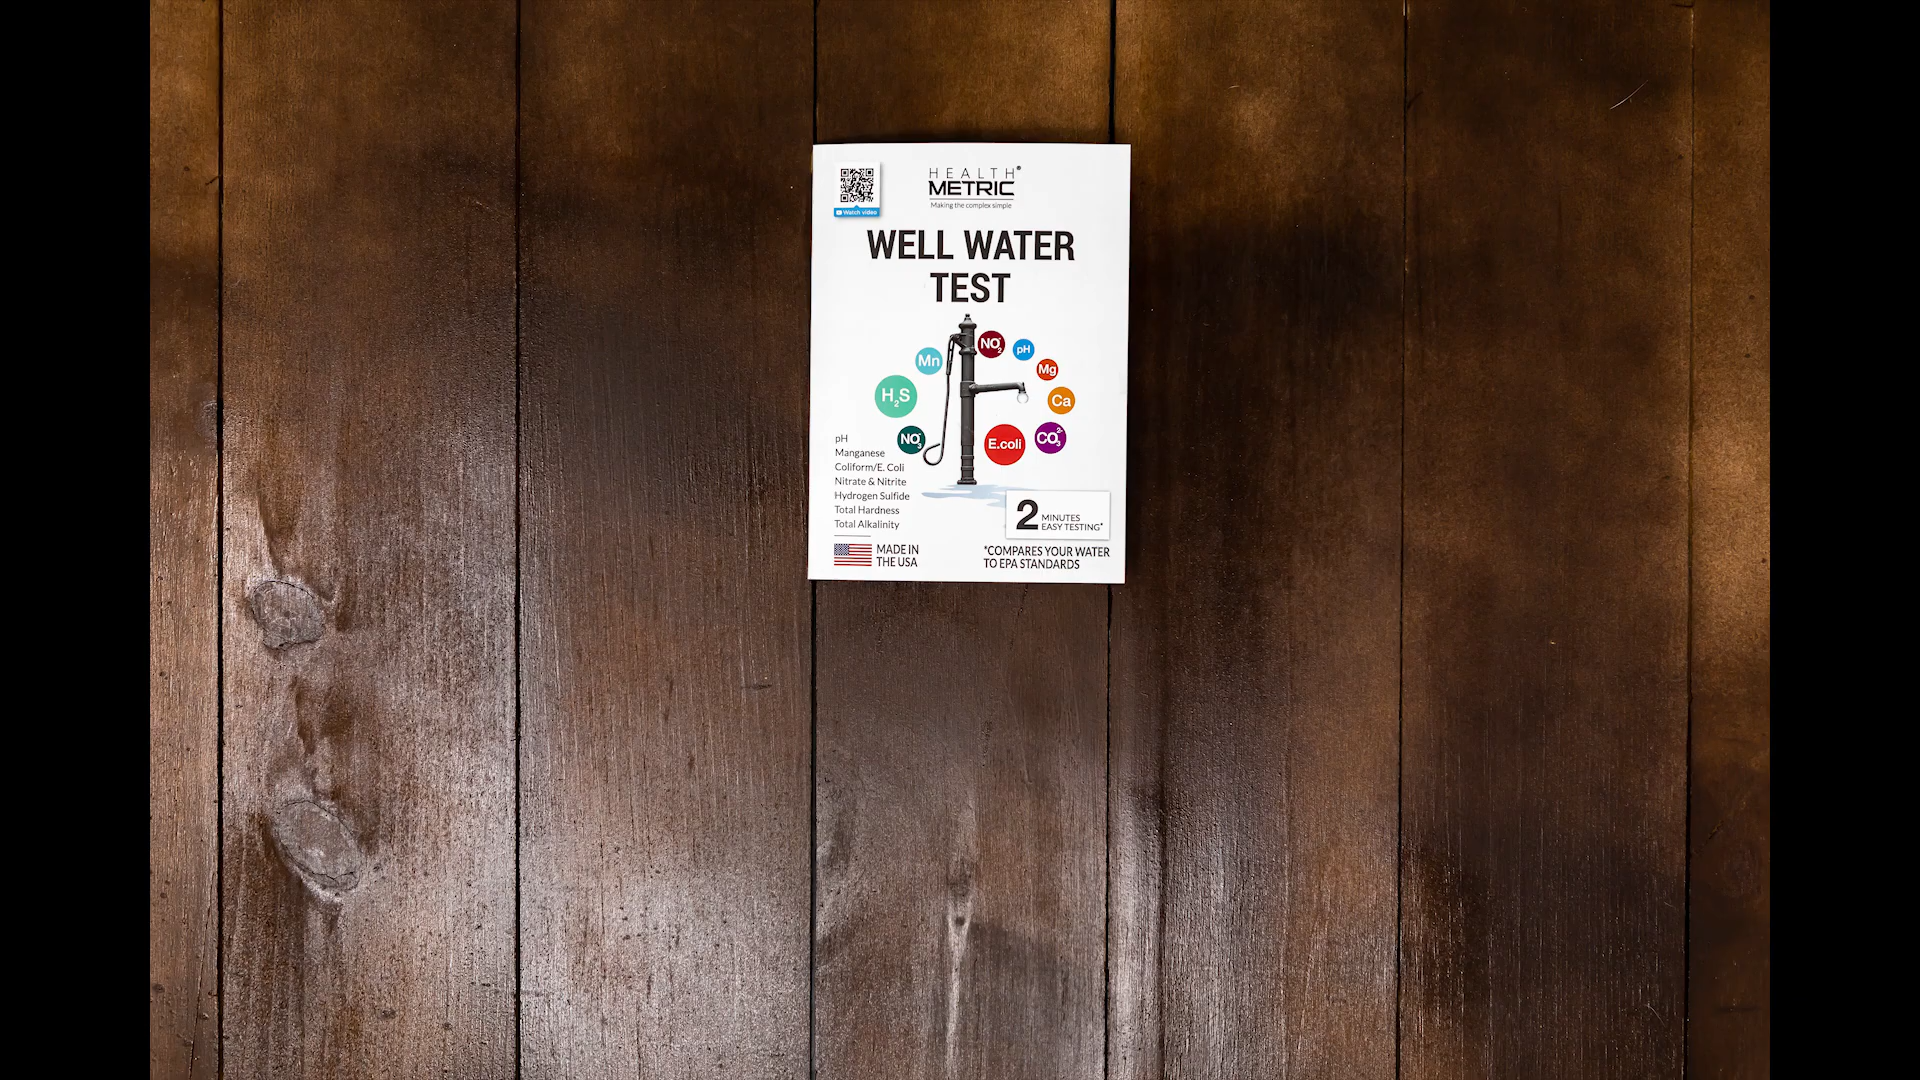 HEALTH®
METRIC
Making the complex simple
Watch video
WELL WATER
TEST
NO₂⁻
pH
Mn
Mg
H₂S
Ca
NO₃⁻
E.coli
CO₃²⁻
pH
Manganese
Coliform/E. Coli
Nitrate & Nitrite
Hydrogen Sulfide
Total Hardness
Total Alkalinity
2 MINUTES
EASY TESTING*
MADE IN
THE USA
*COMPARES YOUR WATER
TO EPA STANDARDS